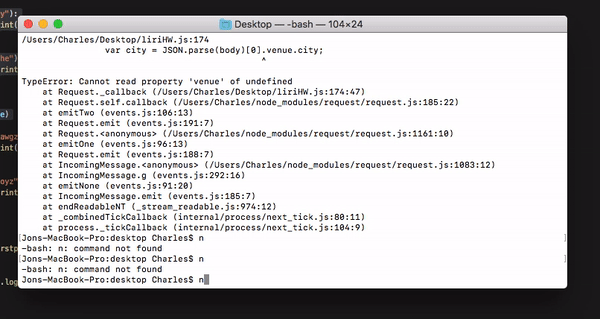 Desktop — -bash — 104×24
/Users/Charles/Desktop/liriHW.js:174
var city = JSON.parse(body)[0].venue.city;
^
TypeError: Cannot read property 'venue' of undefined
at Request._callback (/Users/Charles/Desktop/liriHW.js:174:47)
at Request.self.callback (/Users/Charles/node_modules/request/request.js:185:22)
at emitTwo (events.js:106:13)
at Request.emit (events.js:191:7)
at Request.<anonymous> (/Users/Charles/node_modules/request/request.js:1161:10)
at emitOne (events.js:96:13)
at Request.emit (events.js:188:7)
at IncomingMessage.<anonymous> (/Users/Charles/node_modules/request/request.js:1083:12)
at IncomingMessage.g (events.js:292:16)
at emitNone (events.js:91:20)
at IncomingMessage.emit (events.js:185:7)
at endReadableNT (_stream_readable.js:974:12)
at _combinedTickCallback (internal/process/next_tick.js:80:11)
at process._tickCallback (internal/process/next_tick.js:104:9)
[Jons-MacBook-Pro:desktop Charles$ n ]
-bash: n: command not found
[Jons-MacBook-Pro:desktop Charles$ n ]
-bash: n: command not found
Jons-MacBook-Pro:desktop Charles$ n